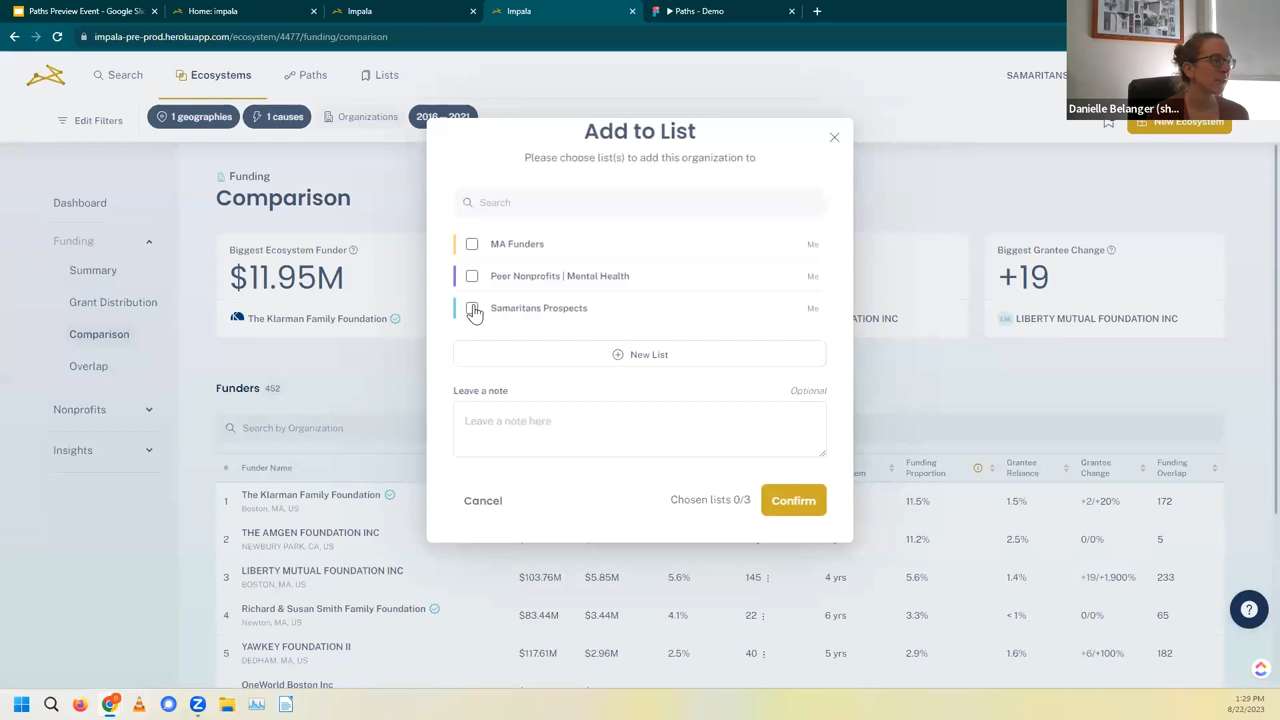 Paths Preview Event - Google Sli
Home: impala
Impala
Impala
Paths - Demo
impala-pre-prod.herokuapp.com/ecosystem/4477/funding/comparison
Search
Ecosystems
Paths
Lists
SAMARITANS
Danielle Belanger (sh...
Edit Filters
1 geographies
1 causes
Organizations
2016 – 2021
New Ecosystem
Add to List
Please choose list(s) to add this organization to
Search
MA Funders
Me
Peer Nonprofits | Mental Health
Me
Samaritans Prospects
Me
New List
Leave a note
Optional
Leave a note here
Cancel
Chosen lists 0/3
Confirm
Dashboard
Funding
Summary
Grant Distribution
Comparison
Overlap
Nonprofits
Insights
Funding
Comparison
Biggest Ecosystem Funder
$11.95M
The Klarman Family Foundation
ATION INC
Biggest Grantee Change
+19
LM
LIBERTY MUTUAL FOUNDATION INC
Funders 452
Search by Organization
# Funder Name
Funding Proportion
Grantee Reliance
Grantee Change
Funding Overlap
1 The Klarman Family Foundation 11.5% 1.5% +2/+20% 172
Boston, MA, US
2 THE AMGEN FOUNDATION INC 11.2% 2.5% 0/0% 5
NEWBURY PARK, CA, US
3 LIBERTY MUTUAL FOUNDATION INC $103.76M $5.85M 5.6% 145 4 yrs 5.6% 1.4% +19/+1,900% 233
BOSTON, MA, US
4 Richard & Susan Smith Family Foundation $83.44M $3.44M 4.1% 22 6 yrs 3.3% < 1% 0/0% 65
Newton, MA, US
5 YAWKEY FOUNDATION II $117.61M $2.96M 2.5% 40 5 yrs 2.9% 1.6% +6/+100% 182
DEDHAM, MA, US
OneWorld Boston Inc
1:29 PM
8/22/2023